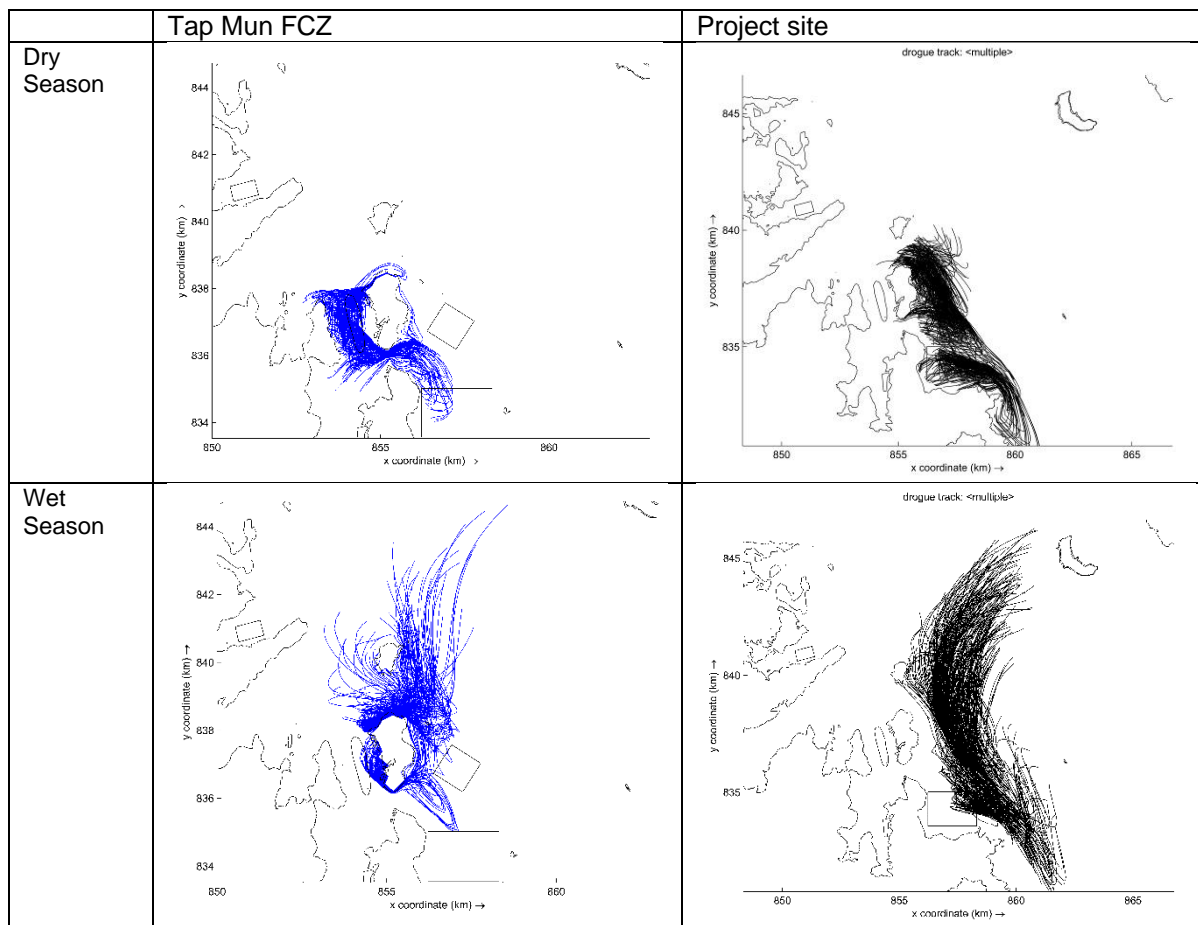 Tap Mun FCZ
Project site
Dry
Season
844
842
840
838
836
834
850
855
860
y coordinate (km) >
x coordinate (km) >
drogue track: <multiple>
845
840
835
850
855
860
865
y coordinate (km) →
x coordinate (km) →
Wet
Season
844
842
840
838
836
834
850
855
860
y coordinate (km) →
x coordinate (km) →
drogue track: <multiple>
845
840
835
850
855
860
865
y coordinate (km) →
x coordinate (km) →